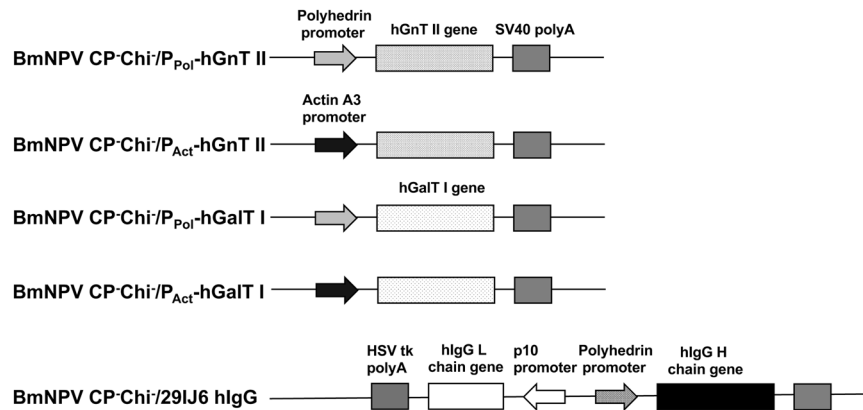 Polyhedrin
promoter
hGnT II gene
SV40 polyA
BmNPV CP⁻Chi⁻/P_Pol-hGnT II
Actin A3
promoter
BmNPV CP⁻Chi⁻/P_Act-hGnT II
hGalT I gene
BmNPV CP⁻Chi⁻/P_Pol-hGalT I
BmNPV CP⁻Chi⁻/P_Act-hGalT I
HSV tk
polyA
hIgG L
chain gene
p10
promoter
Polyhedrin
promoter
hIgG H
chain gene
BmNPV CP⁻Chi⁻/29IJ6 hIgG